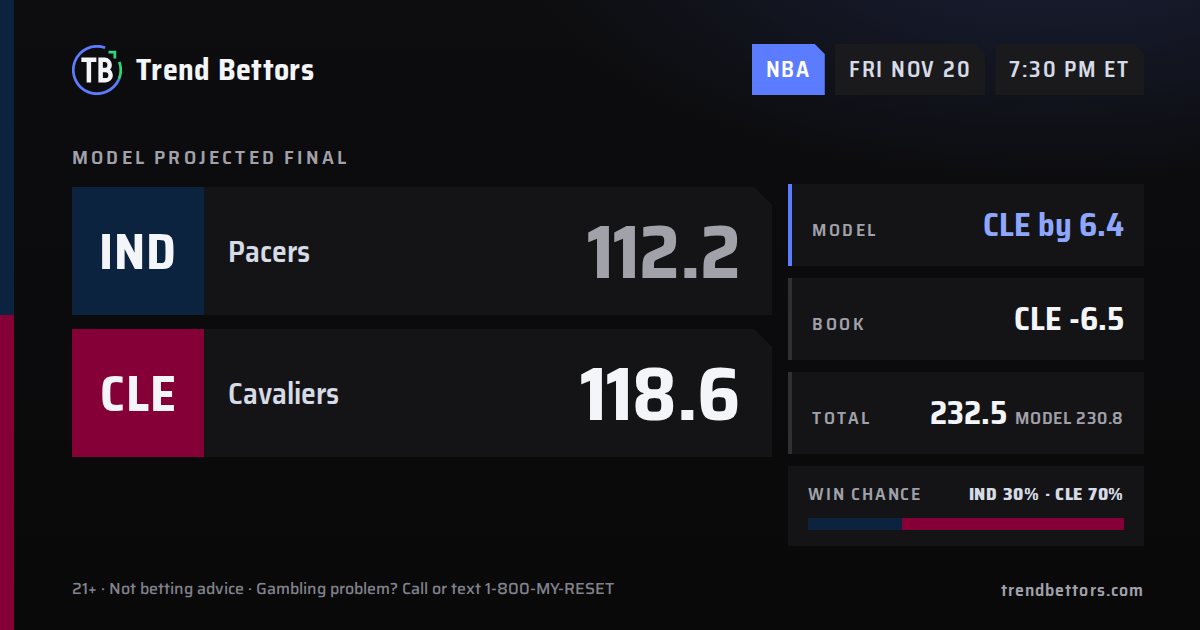 TB Trend Bettors
NBA FRI NOV 20 7:30 PM ET
MODEL PROJECTED FINAL
IND Pacers 112.2
CLE Cavaliers 118.6
MODEL CLE by 6.4
BOOK CLE -6.5
TOTAL 232.5 MODEL 230.8
WIN CHANCE IND 30% · CLE 70%
21+ · Not betting advice · Gambling problem? Call or text 1-800-MY-RESET
trendbettors.com